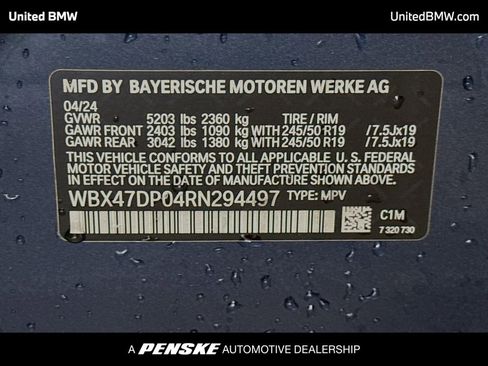 United BMW UnitedBMW.com
MFD BY BAYERISCHE MOTOREN WERKE AG
04/24
GVWR 5203 lbs 2360 kg TIRE / RIM
GAWR FRONT 2403 lbs 1090 kg WITH 245/50 R19 /7.5Jx19
GAWR REAR 3042 lbs 1380 kg WITH 245/50 R19 /7.5Jx19
THIS VEHICLE CONFORMS TO ALL APPLICABLE U. S. FEDERAL
MOTOR VEHICLE SAFETY AND THEFT PREVENTION STANDARDS
IN EFFECT ON THE DATE OF MANUFACTURE SHOWN ABOVE.
WBX47DP04RN294497 TYPE: MPV
C1M
7 320 730
A PENSKE AUTOMOTIVE DEALERSHIP